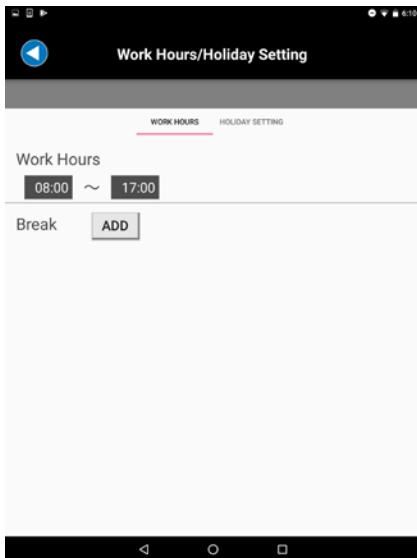 6:10
Work Hours/Holiday Setting
WORK HOURS HOLIDAY SETTING
Work Hours
08:00 ～ 17:00
Break ADD